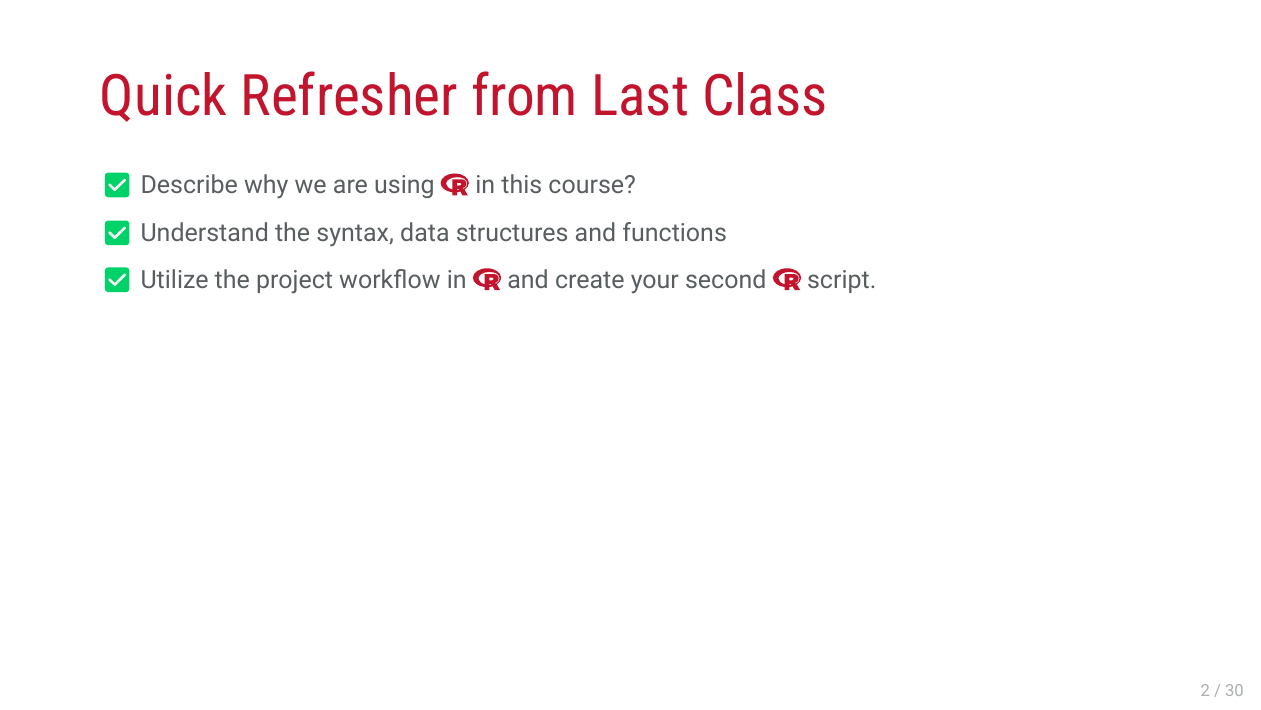 Quick Refresher from Last Class
Describe why we are using R in this course?
Understand the syntax, data structures and functions
Utilize the project workflow in R and create your second R script.
2 / 30